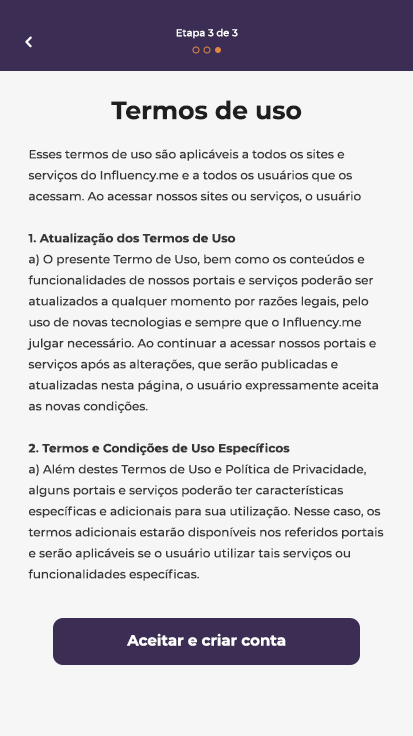 Etapa 3 de 3
Termos de uso
Esses termos de uso são aplicáveis a todos os sites e
serviços do Influency.me e a todos os usuários que os
acessam. Ao acessar nossos sites ou serviços, o usuário
1. Atualização dos Termos de Uso
a) O presente Termo de Uso, bem como os conteúdos e
funcionalidades de nossos portais e serviços poderão ser
atualizados a qualquer momento por razões legais, pelo
uso de novas tecnologias e sempre que o Influency.me
julgar necessário. Ao continuar a acessar nossos portais e
serviços após as alterações, que serão publicadas e
atualizadas nesta página, o usuário expressamente aceita
as novas condições.
2. Termos e Condições de Uso Específicos
a) Além destes Termos de Uso e Política de Privacidade,
alguns portais e serviços poderão ter características
específicas e adicionais para sua utilização. Nesse caso, os
termos adicionais estarão disponíveis nos referidos portais
e serão aplicáveis se o usuário utilizar tais serviços ou
funcionalidades específicas.
Aceitar e criar conta